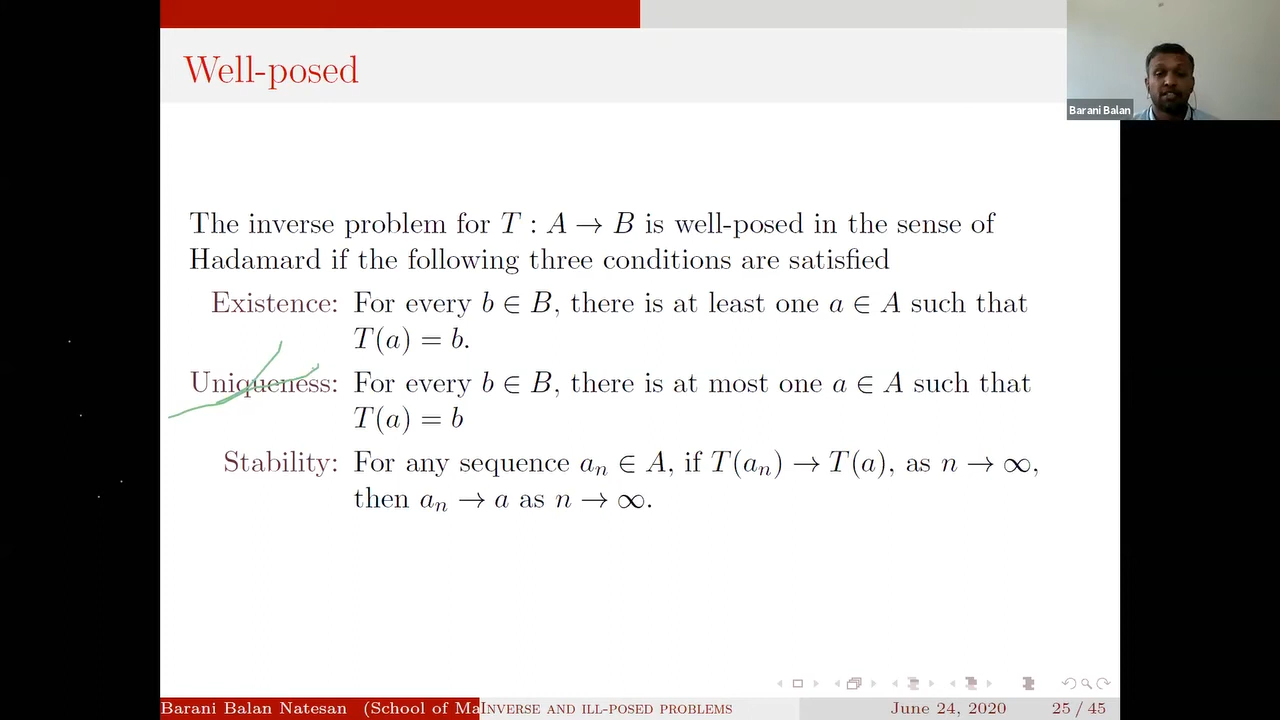 Well-posed
Barani Balan
The inverse problem for T : A → B is well-posed in the sense of
Hadamard if the following three conditions are satisfied
Existence: For every b ∈ B, there is at least one a ∈ A such that
T(a) = b.
Uniqueness: For every b ∈ B, there is at most one a ∈ A such that
T(a) = b
Stability: For any sequence aₙ ∈ A, if T(aₙ) → T(a), as n → ∞,
then aₙ → a as n → ∞.
Barani Balan Natesan (School of Ma Inverse and ill-posed problems June 24, 2020 25 / 45